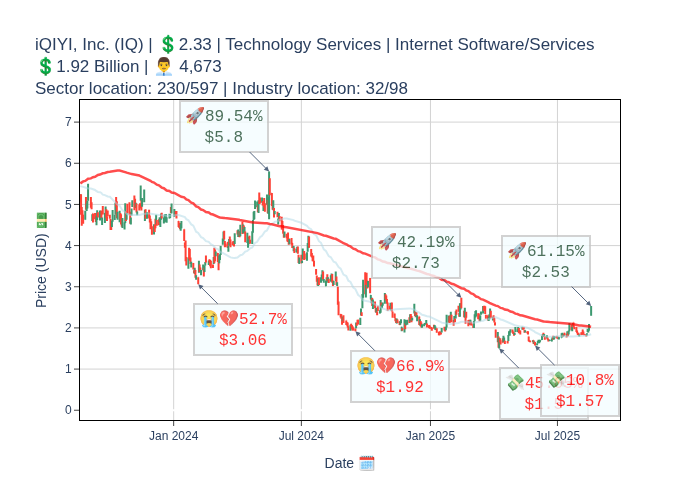 iQIYI, Inc. (IQ) | 💲2.33 | Technology Services | Internet Software/Services
💲1.92 Billion | 👨‍💼 4,673
Sector location: 230/597 | Industry location: 32/98
🚀89.54%
$5.8
🚀42.19%
$2.73
🚀61.15%
$2.53
😭💔52.7%
$3.06
😭💔66.9%
$1.92
💸45
$1.
💸10.8%
$1.57
7
6
5
4
3
2
1
0
Price (USD) 💵
Jan 2024
Jul 2024
Jan 2025
Jul 2025
Date 🗓️